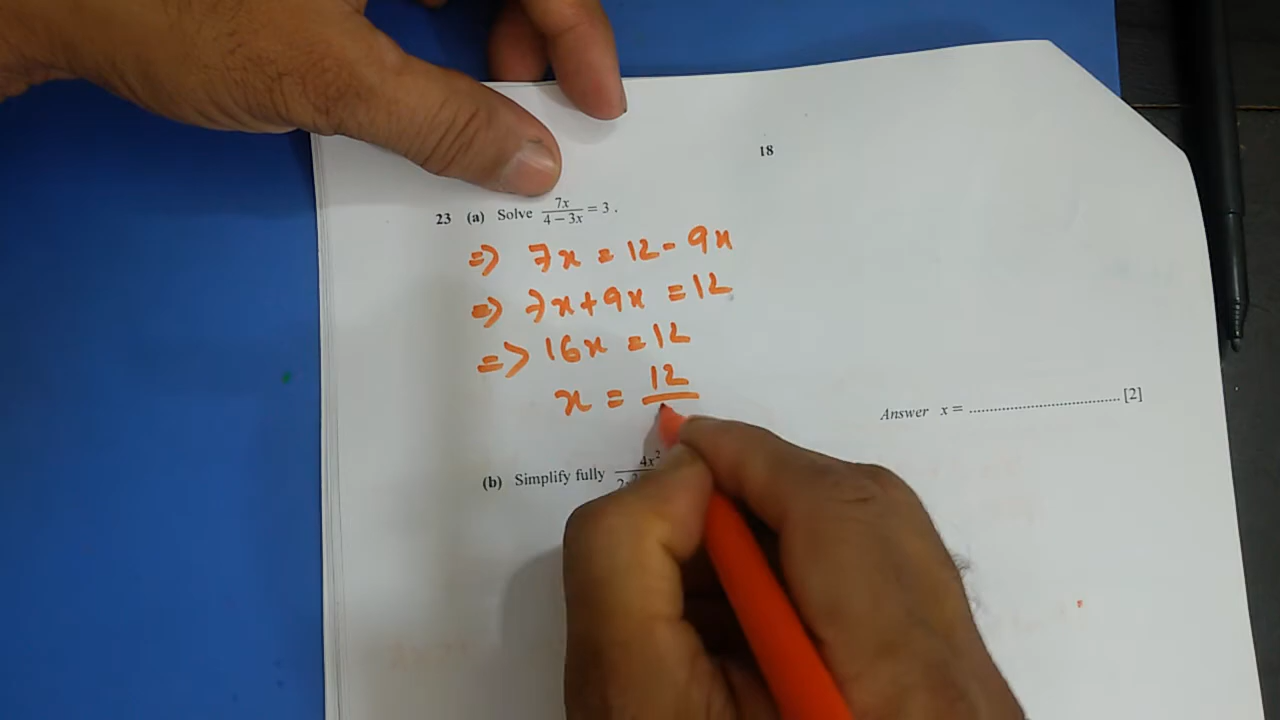 18
23 (a) Solve 7x/(4 − 3x) = 3 .
=> 7x = 12 - 9x
=> 7x + 9x = 12
=> 16x = 12
x = 12/
Answer x = ........................................ [2]
(b) Simplify fully 4x²